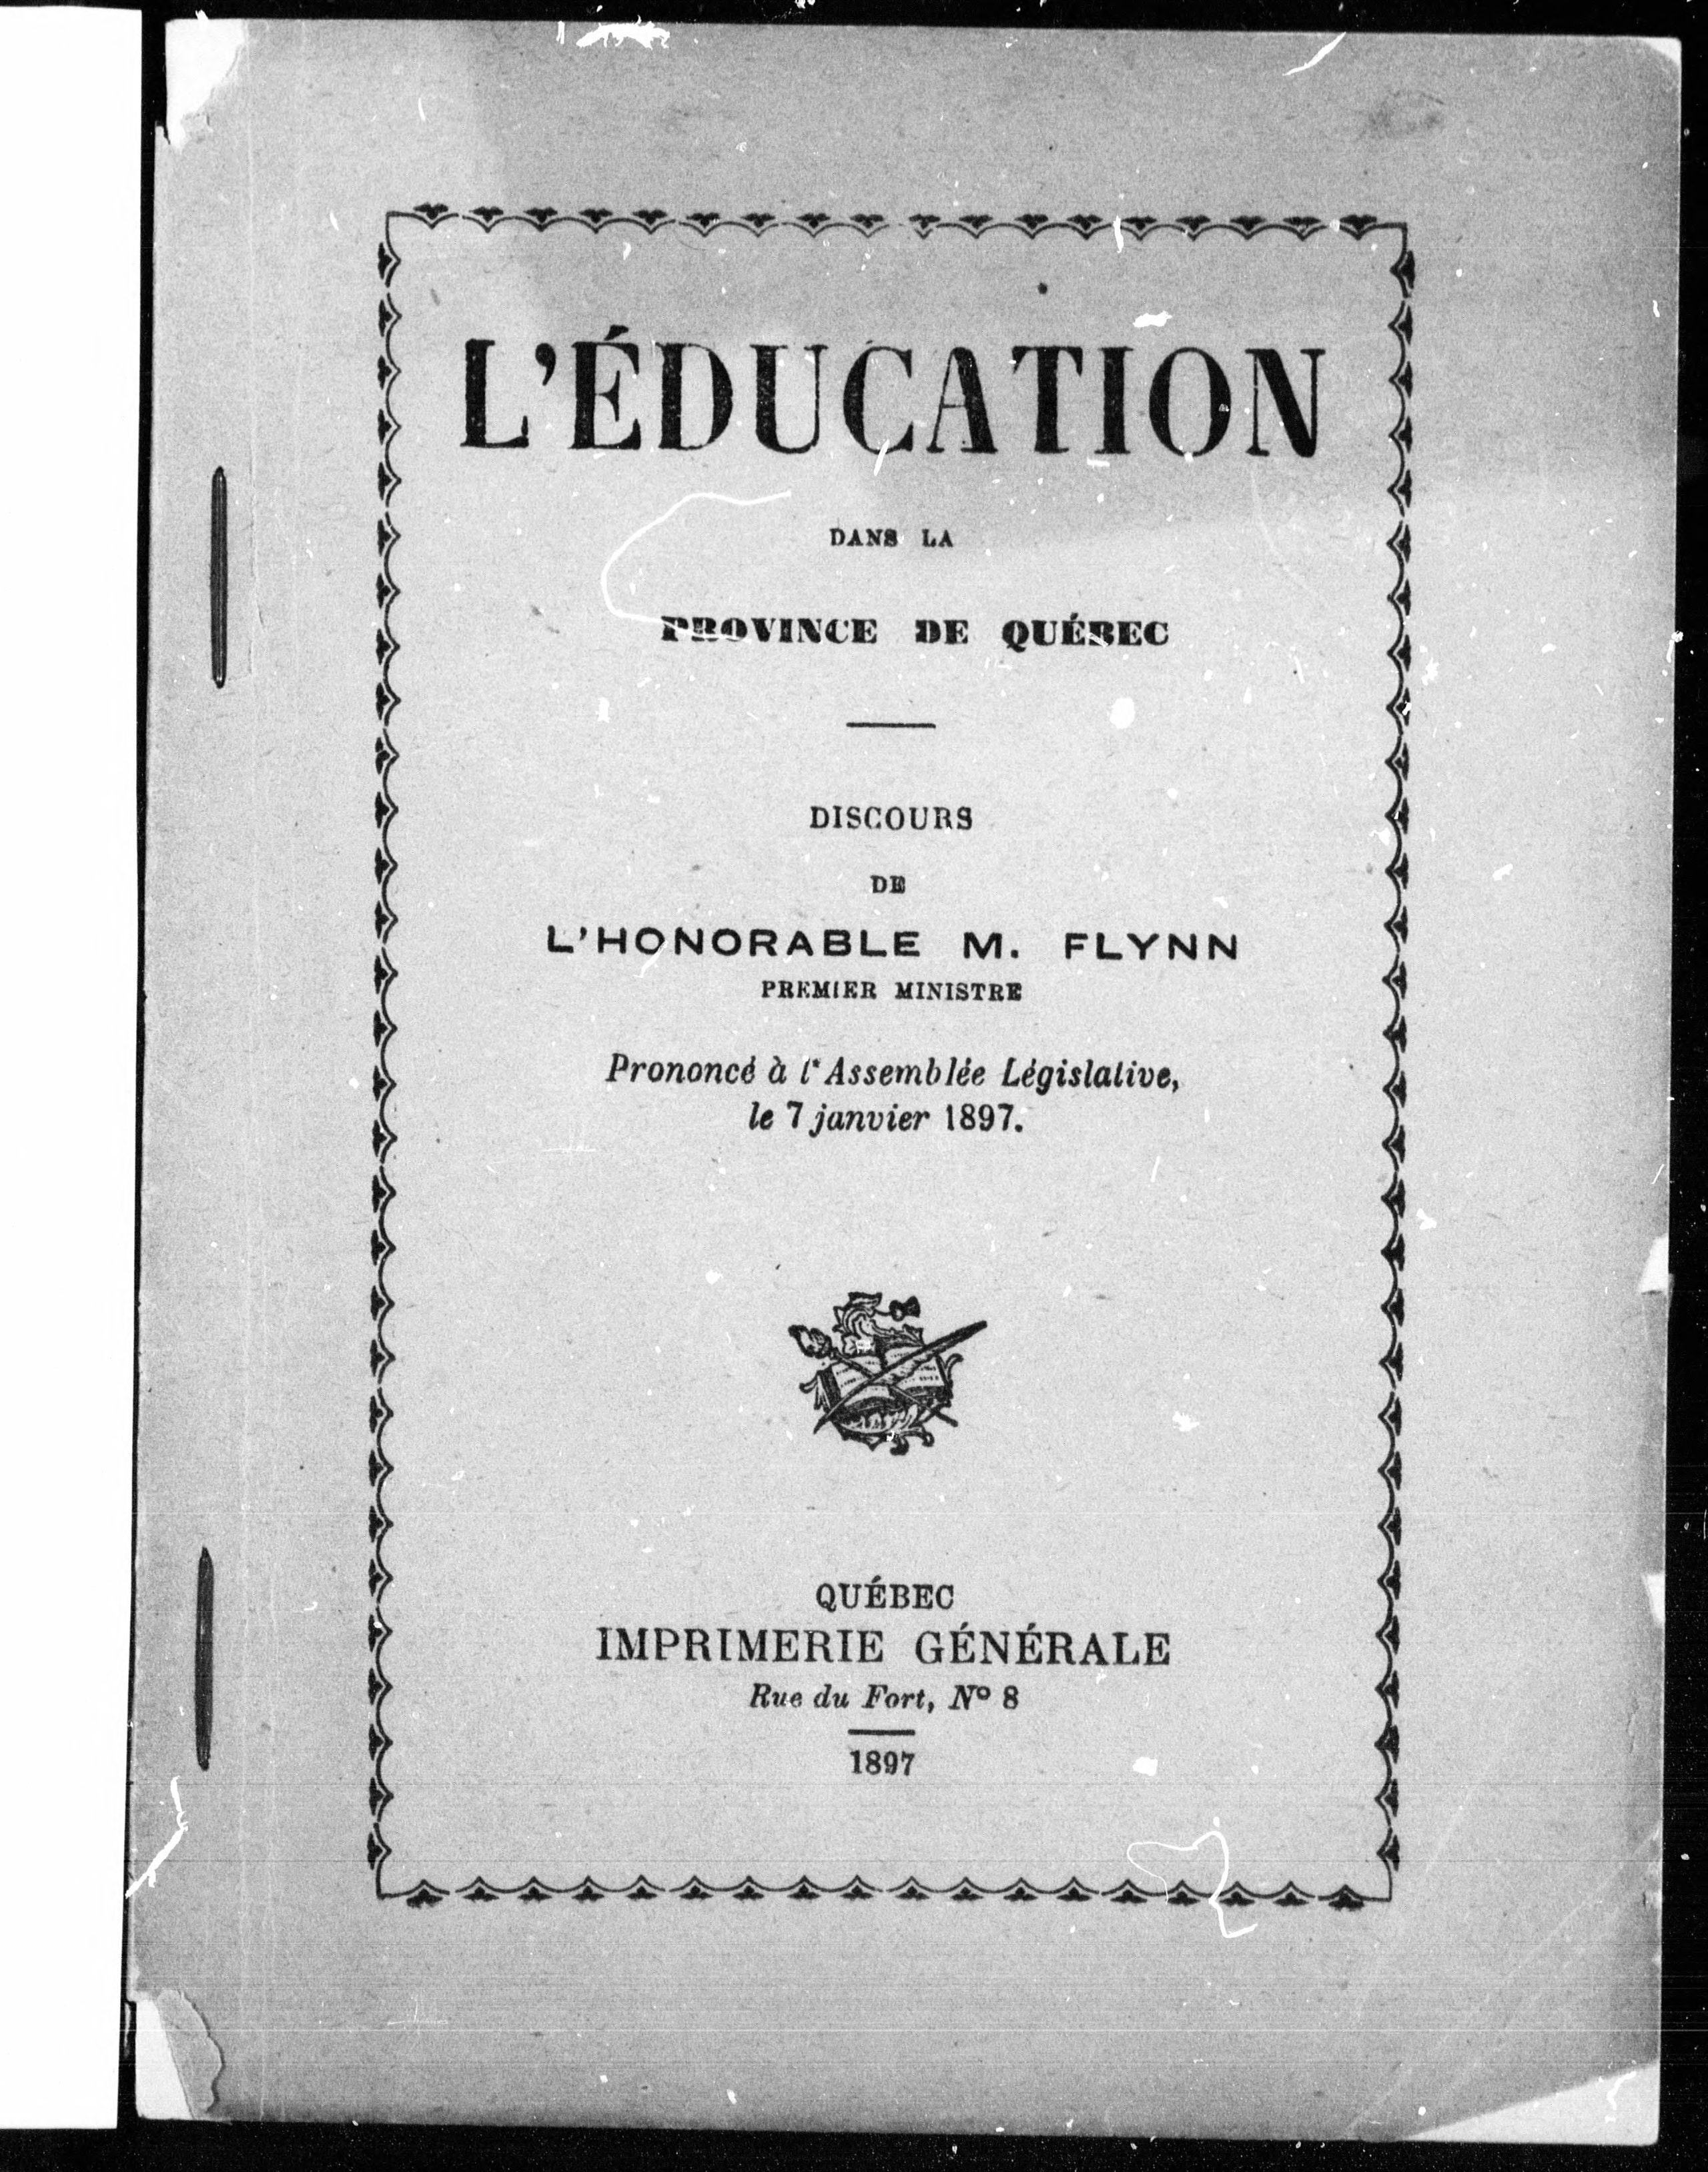 L'ÉDUCATION
DANS LA
PROVINCE DE QUÉBEC
DISCOURS
DE
L'HONORABLE M. FLYNN
PREMIER MINISTRE
Prononcé à l'Assemblée Législative,
le 7 janvier 1897.
QUÉBEC
IMPRIMERIE GÉNÉRALE
Rue du Fort, Nº 8
1897